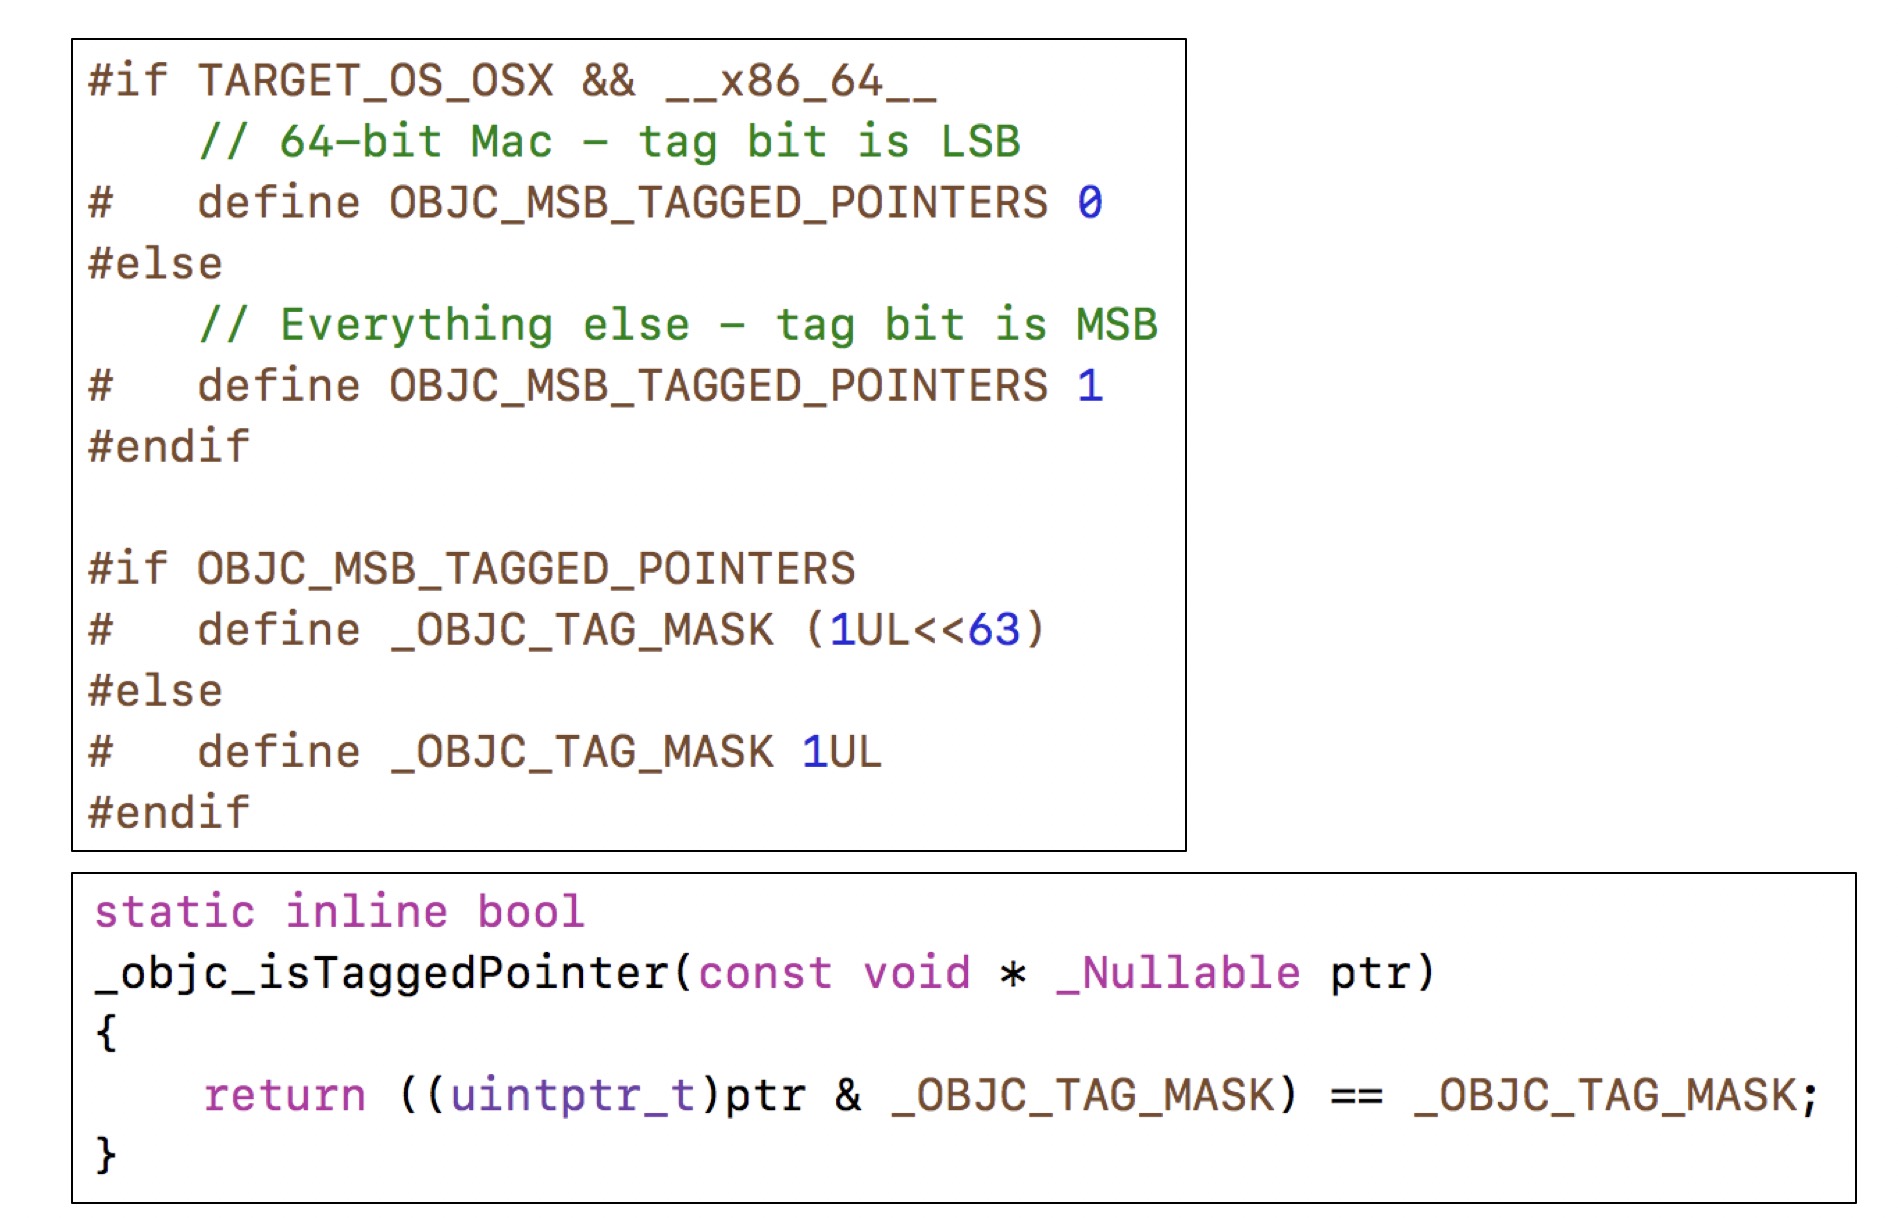 #if TARGET_OS_OSX && __x86_64__
    // 64-bit Mac - tag bit is LSB
#   define OBJC_MSB_TAGGED_POINTERS 0
#else
    // Everything else - tag bit is MSB
#   define OBJC_MSB_TAGGED_POINTERS 1
#endif

#if OBJC_MSB_TAGGED_POINTERS
#   define _OBJC_TAG_MASK (1UL<<63)
#else
#   define _OBJC_TAG_MASK 1UL
#endif
static inline bool
_objc_isTaggedPointer(const void * _Nullable ptr)
{
    return ((uintptr_t)ptr & _OBJC_TAG_MASK) == _OBJC_TAG_MASK;
}